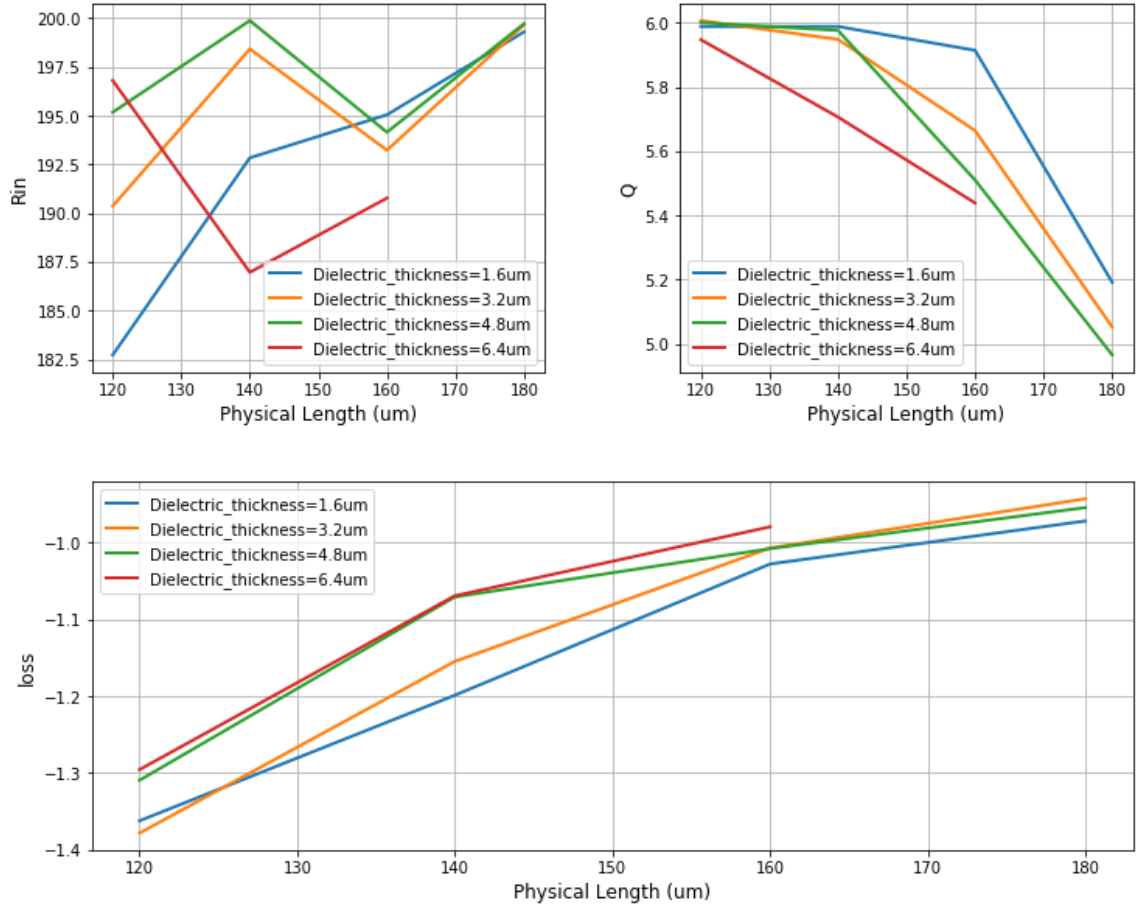 200.0
197.5
195.0
192.5
190.0
187.5
185.0
182.5
Rin
120 130 140 150 160 170 180
Physical Length (um)
Dielectric_thickness=1.6um
Dielectric_thickness=3.2um
Dielectric_thickness=4.8um
Dielectric_thickness=6.4um
6.0
5.8
5.6
5.4
5.2
5.0
Q
120 130 140 150 160 170 180
Physical Length (um)
Dielectric_thickness=1.6um
Dielectric_thickness=3.2um
Dielectric_thickness=4.8um
Dielectric_thickness=6.4um
−1.0
−1.1
−1.2
−1.3
−1.4
loss
Dielectric_thickness=1.6um
Dielectric_thickness=3.2um
Dielectric_thickness=4.8um
Dielectric_thickness=6.4um
120 130 140 150 160 170 180
Physical Length (um)